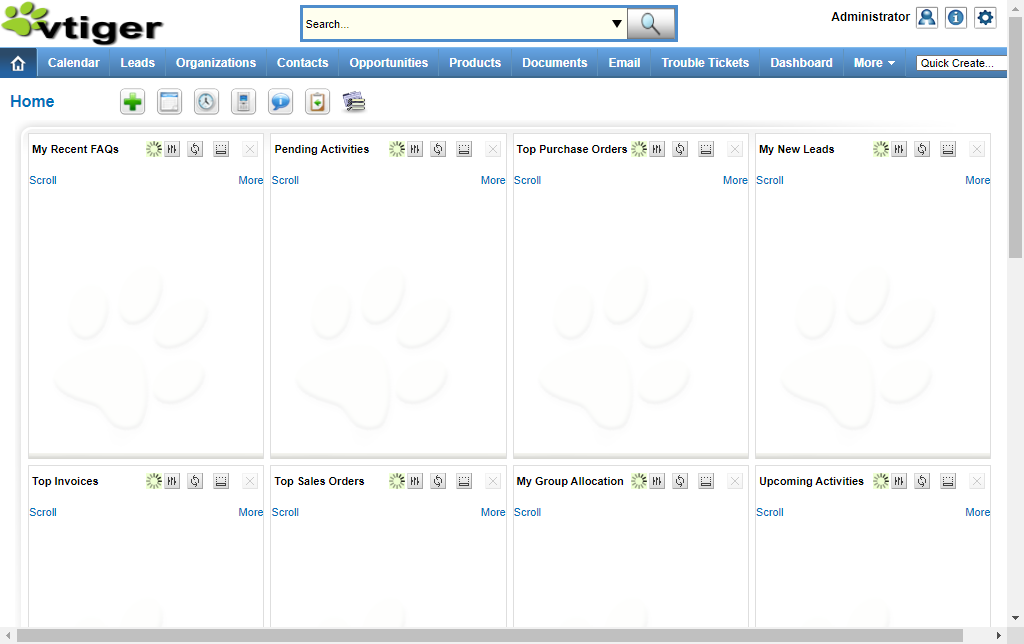 vtiger
Search...
Administrator
Calendar Leads Organizations Contacts Opportunities Products Documents Email Trouble Tickets Dashboard More Quick Create...
Home
My Recent FAQs Pending Activities Top Purchase Orders My New Leads
Scroll More Scroll More Scroll More Scroll More
Top Invoices Top Sales Orders My Group Allocation Upcoming Activities
Scroll More Scroll More Scroll Scroll More